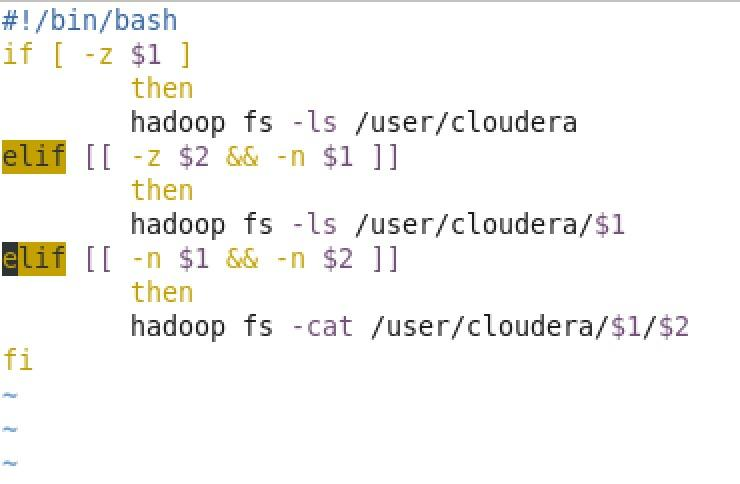 #!/bin/bash
if [ -z $1 ]
then
hadoop fs -ls /user/cloudera
elif [[ -z $2 && -n $1 ]]
then
hadoop fs -ls /user/cloudera/$1
elif [[ -n $1 && -n $2 ]]
then
hadoop fs -cat /user/cloudera/$1/$2
fi
~
~
~